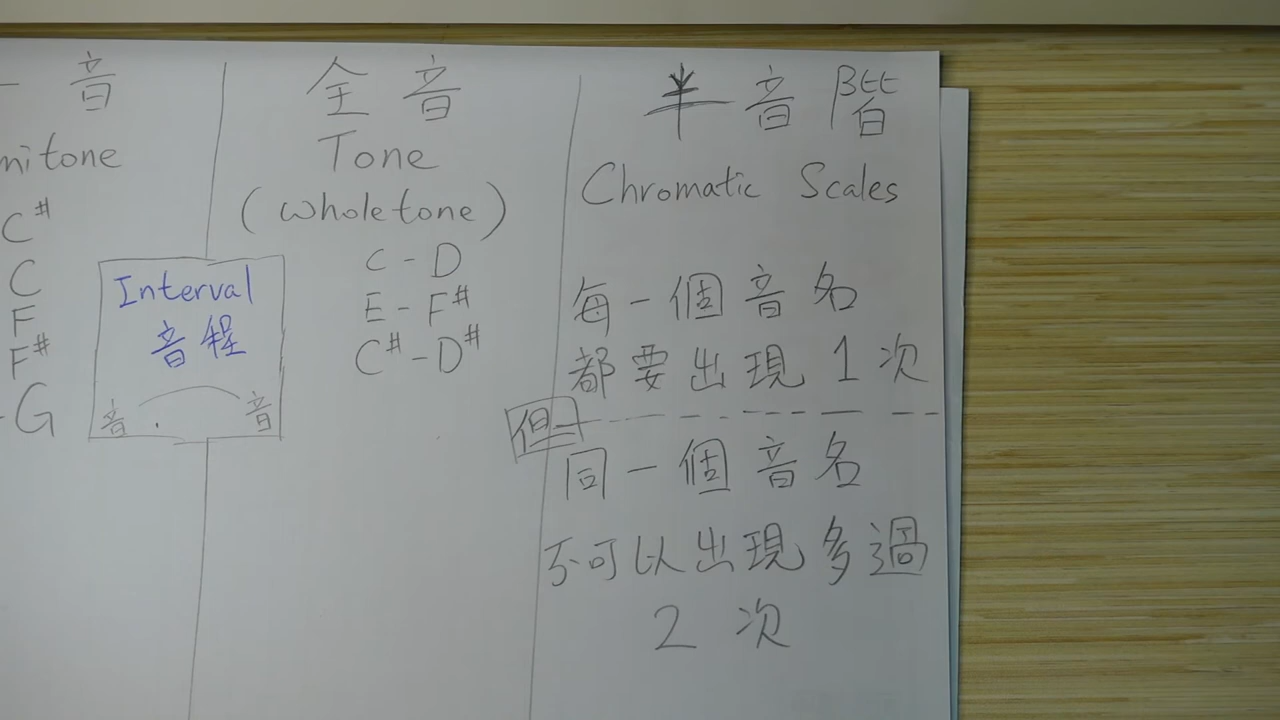 音
nitone
C#
C
F
F#
-G
Interval
音程
音 音
全音
Tone
(wholetone)
C-D
E-F#
C#-D#
半音階
Chromatic Scales
每一個音名
都要出現1次
但
同一個音名
不可以出現多過
2次